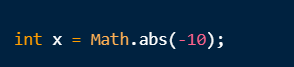 int x = Math.abs(-10);